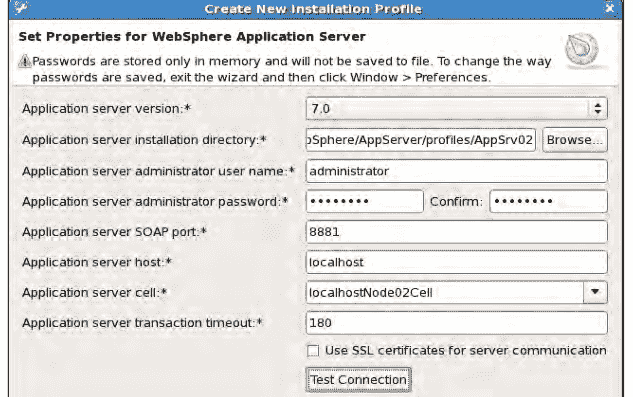 Create New Installation Profile
Set Properties for WebSphere Application Server
Passwords are stored only in memory and will not be saved to file. To change the way
passwords are saved, exit the wizard and then click Window > Preferences.
Application server version:* 7.0
Application server installation directory:* oSphere/AppServer/profiles/AppSrv02 Browse...
Application server administrator user name:* administrator
Application server administrator password:* •••••••• Confirm: ••••••••
Application server SOAP port:* 8881
Application server host:* localhost
Application server cell:* localhostNode02Cell
Application server transaction timeout:* 180
Use SSL certificates for server communication
Test Connection